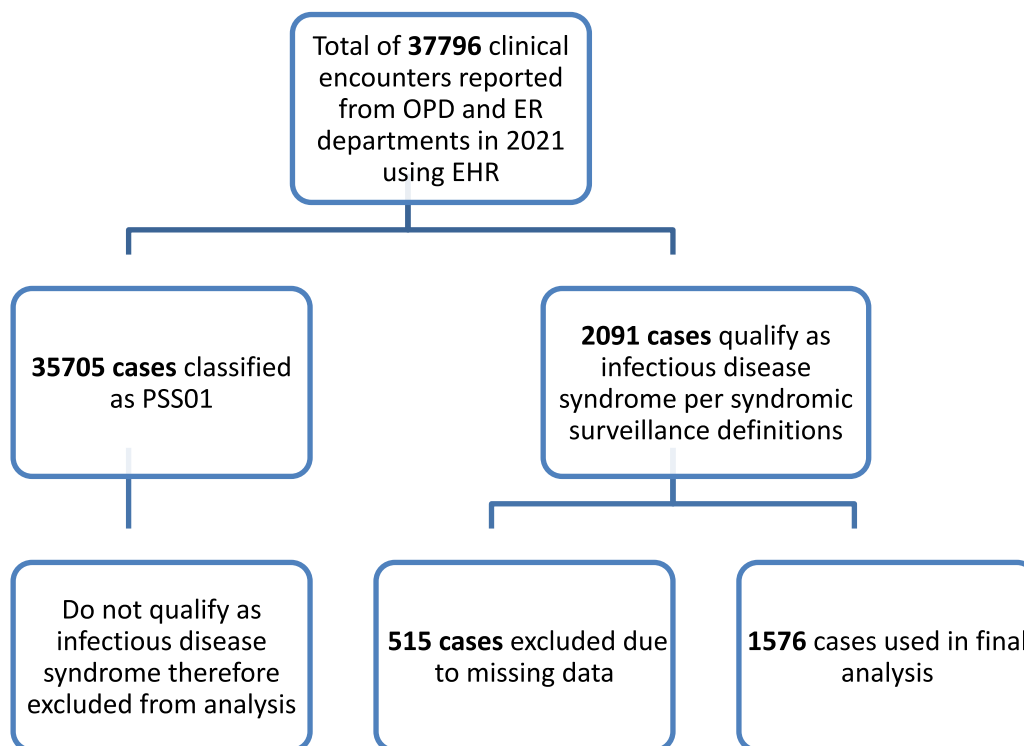 Total of 37796 clinical
encounters reported
from OPD and ER
departments in 2021
using EHR
35705 cases classified
as PSS01
2091 cases qualify as
infectious disease
syndrome per syndromic
surveillance definitions
Do not qualify as
infectious disease
syndrome therefore
excluded from analysis
515 cases excluded due
to missing data
1576 cases used in final
analysis